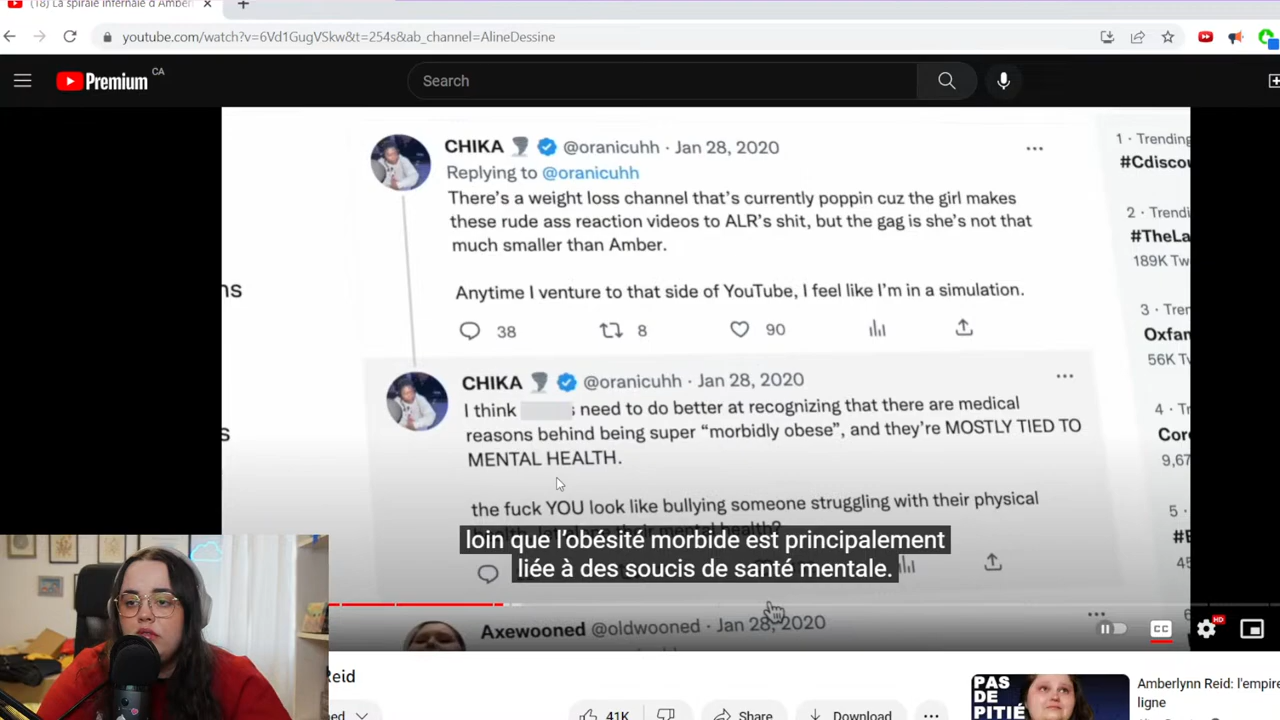 (18) La spirale infernale d'Amber
youtube.com/watch?v=6Vd1GugVSkw&t=254s&ab_channel=AlineDessine
Premium CA
Search
CHIKA @oranicuhh · Jan 28, 2020
Replying to @oranicuhh
There's a weight loss channel that's currently poppin cuz the girl makes
these rude ass reaction videos to ALR's shit, but the gag is she's not that
much smaller than Amber.
Anytime I venture to that side of YouTube, I feel like I'm in a simulation.
38 8 90
CHIKA @oranicuhh · Jan 28, 2020
I think need to do better at recognizing that there are medical
reasons behind being super "morbidly obese", and they're MOSTLY TIED TO
MENTAL HEALTH.
the fuck YOU look like bullying someone struggling with their physical
loin que l'obésité morbide est principalement
liée à des soucis de santé mentale.
Axewooned @oldwooned · Jan 28, 2020
ns
s
1 · Trending
#Cdiscou
2 · Trendi
#TheLa
189K Tw
3 · Trer
Oxfan
56K Tv
4 · Tr
Cor
9,67
5 ·
#E
CC
HD
Reid
41K
Share
Download
PAS
DE
PITIÉ
Amberlynn Reid: l'empire
ligne